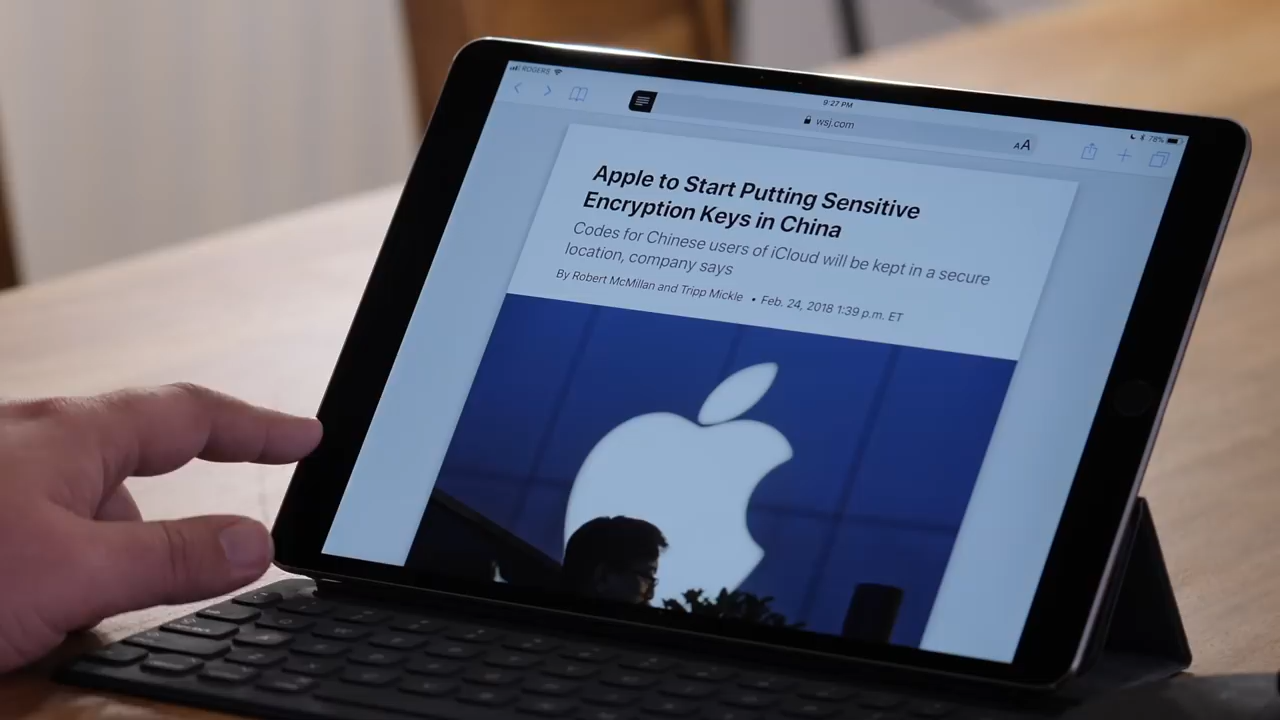 ROGERS
9:27 PM
78%
wsj.com
AA
Apple to Start Putting Sensitive
Encryption Keys in China
Codes for Chinese users of iCloud will be kept in a secure
location, company says
By Robert McMillan and Tripp Mickle • Feb. 24, 2018 1:39 p.m. ET